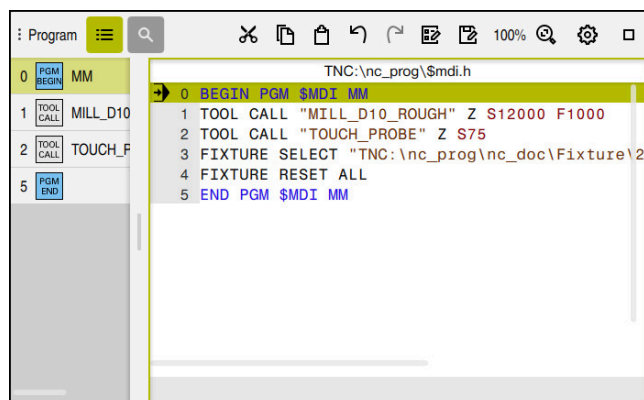 Program
100%
TNC:\nc_prog\$mdi.h
0 PGM BEGIN MM
1 TOOL CALL MILL_D10
2 TOOL CALL TOUCH_P
5 PGM END
0 BEGIN PGM $MDI MM
1 TOOL CALL "MILL_D10_ROUGH" Z S12000 F1000
2 TOOL CALL "TOUCH_PROBE" Z S75
3 FIXTURE SELECT "TNC:\nc_prog\nc_doc\Fixture\2
4 FIXTURE RESET ALL
5 END PGM $MDI MM